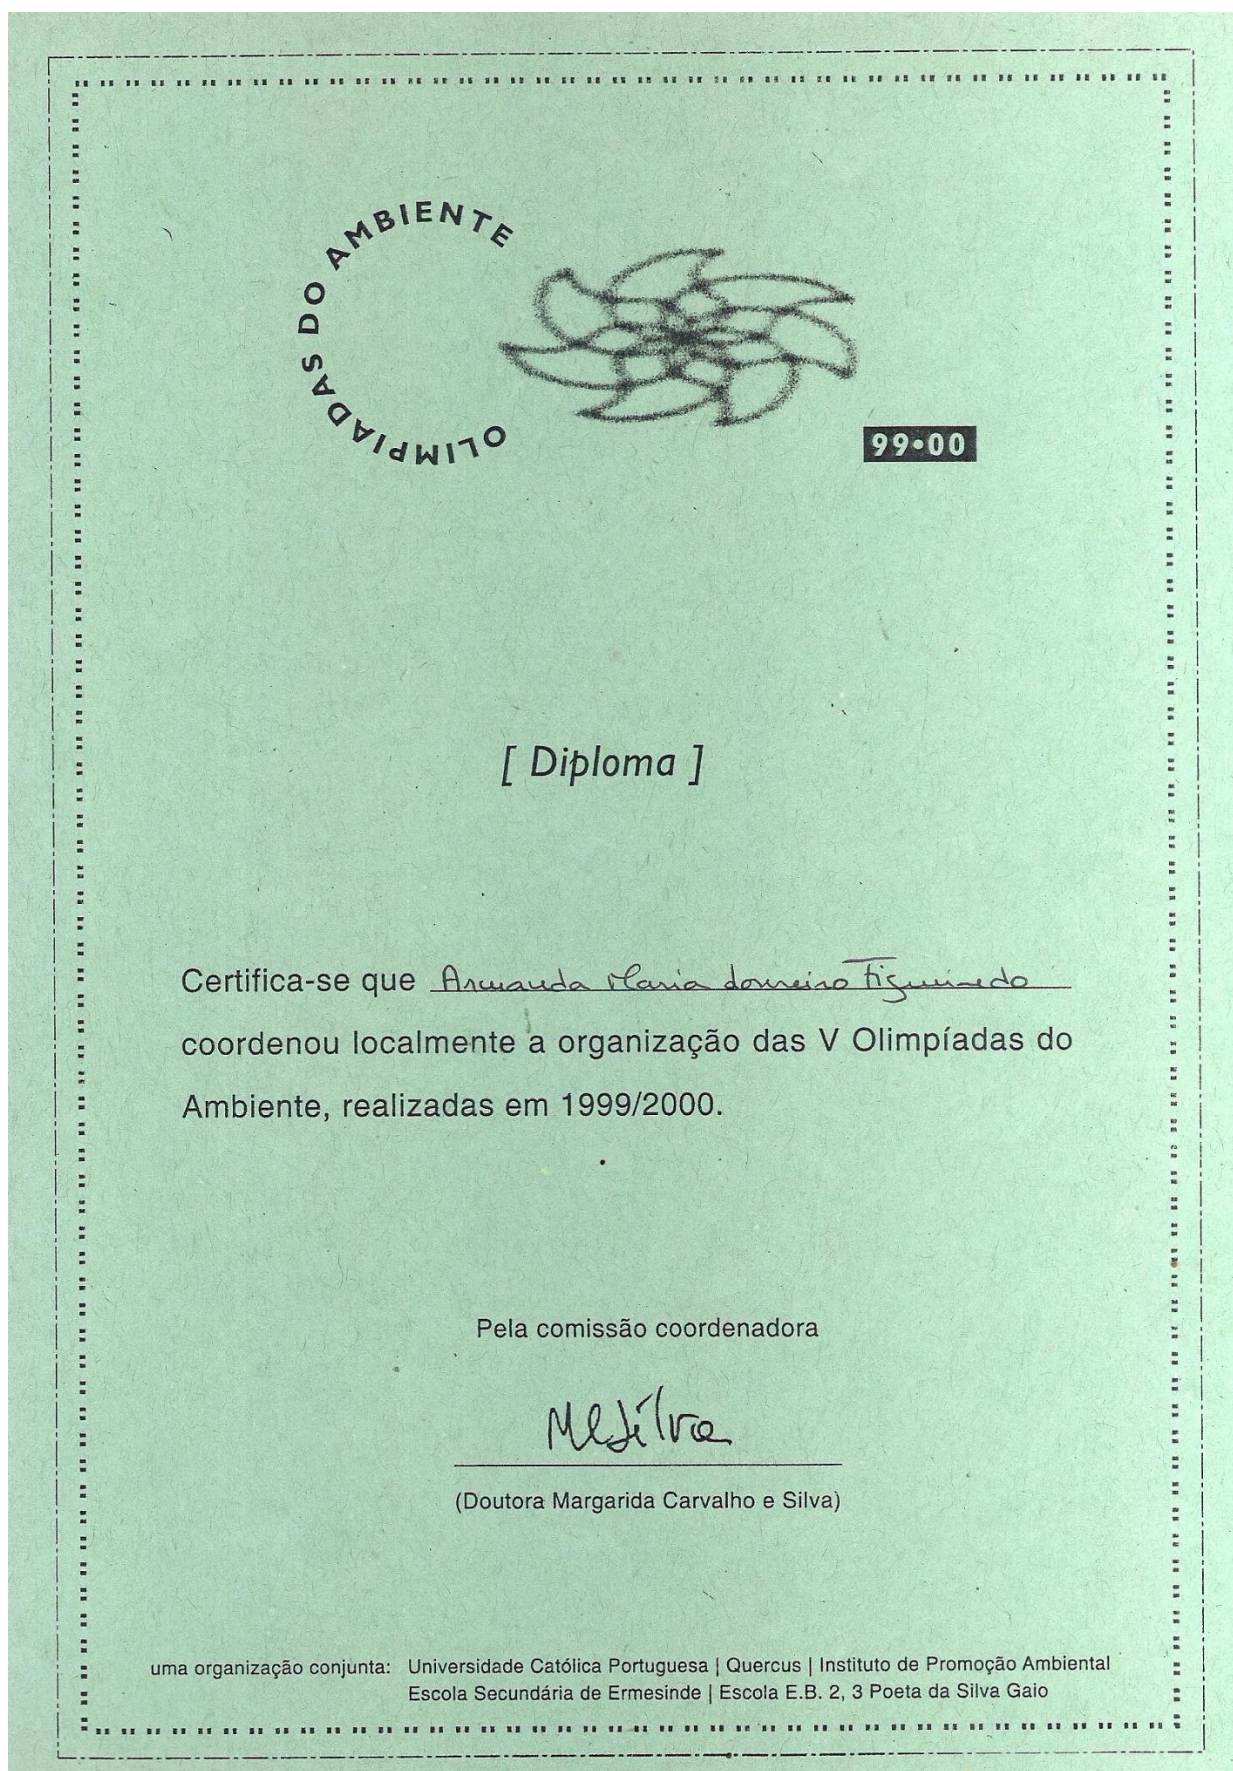 OLIMPIADAS DO AMBIENTE
99•00
[ Diploma ]
Certifica-se que Armanda Maria Loureiro Figueiredo
coordenou localmente a organização das V Olimpíadas do
Ambiente, realizadas em 1999/2000.
Pela comissão coordenadora
MCSilva
(Doutora Margarida Carvalho e Silva)
uma organização conjunta: Universidade Católica Portuguesa | Quercus | Instituto de Promoção Ambiental
Escola Secundária de Ermesinde | Escola E.B. 2, 3 Poeta da Silva Gaio